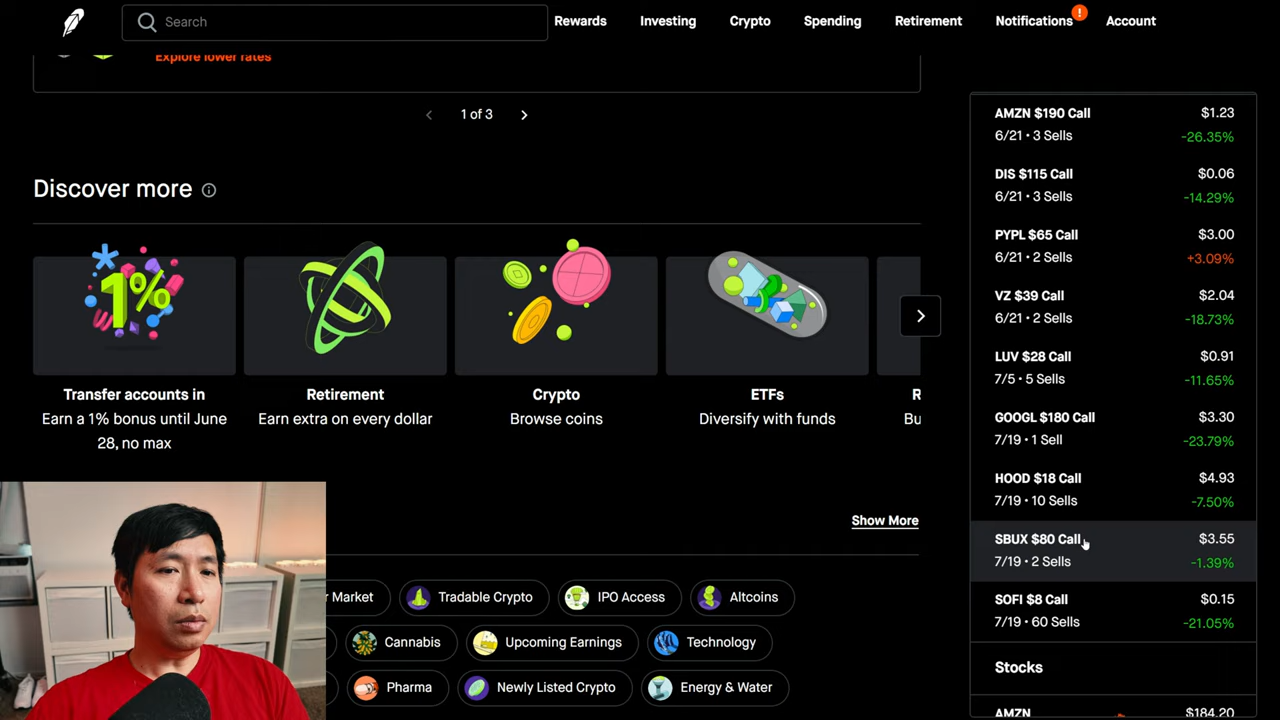 Search
Rewards
Investing
Crypto
Spending
Retirement
Notifications
!
Account
Explore lower rates
1 of 3
Discover more
1%
Transfer accounts in
Earn a 1% bonus until June
28, no max
Retirement
Earn extra on every dollar
Crypto
Browse coins
ETFs
Diversify with funds
R
Bu
Show More
r Market
Tradable Crypto
IPO Access
Altcoins
Cannabis
Upcoming Earnings
Technology
Pharma
Newly Listed Crypto
Energy & Water
AMZN $190 Call $1.23
6/21 • 3 Sells -26.35%
DIS $115 Call $0.06
6/21 • 3 Sells -14.29%
PYPL $65 Call $3.00
6/21 • 2 Sells +3.09%
VZ $39 Call $2.04
6/21 • 2 Sells -18.73%
LUV $28 Call $0.91
7/5 • 5 Sells -11.65%
GOOGL $180 Call $3.30
7/19 • 1 Sell -23.79%
HOOD $18 Call $4.93
7/19 • 10 Sells -7.50%
SBUX $80 Call $3.55
7/19 • 2 Sells -1.39%
SOFI $8 Call $0.15
7/19 • 60 Sells -21.05%
Stocks
AMZN $184.20